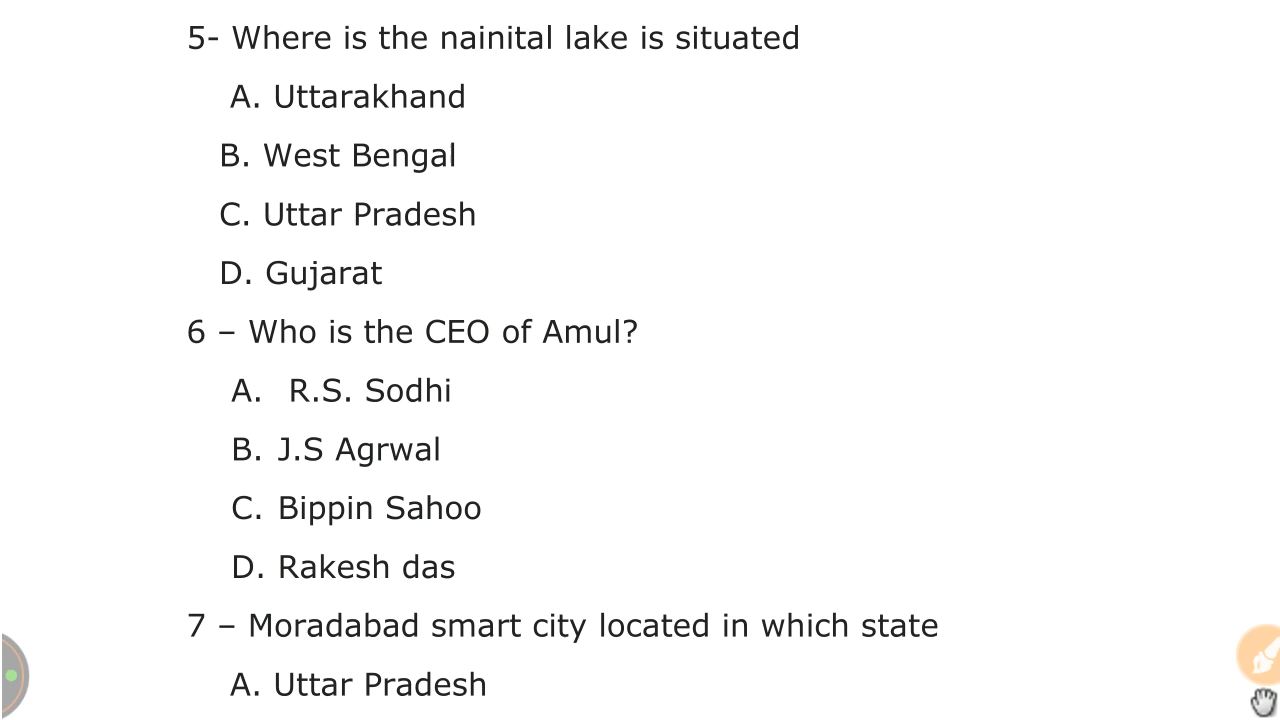 5- Where is the nainital lake is situated
A. Uttarakhand
B. West Bengal
C. Uttar Pradesh
D. Gujarat
6 – Who is the CEO of Amul?
A. R.S. Sodhi
B. J.S Agrwal
C. Bippin Sahoo
D. Rakesh das
7 – Moradabad smart city located in which state
A. Uttar Pradesh